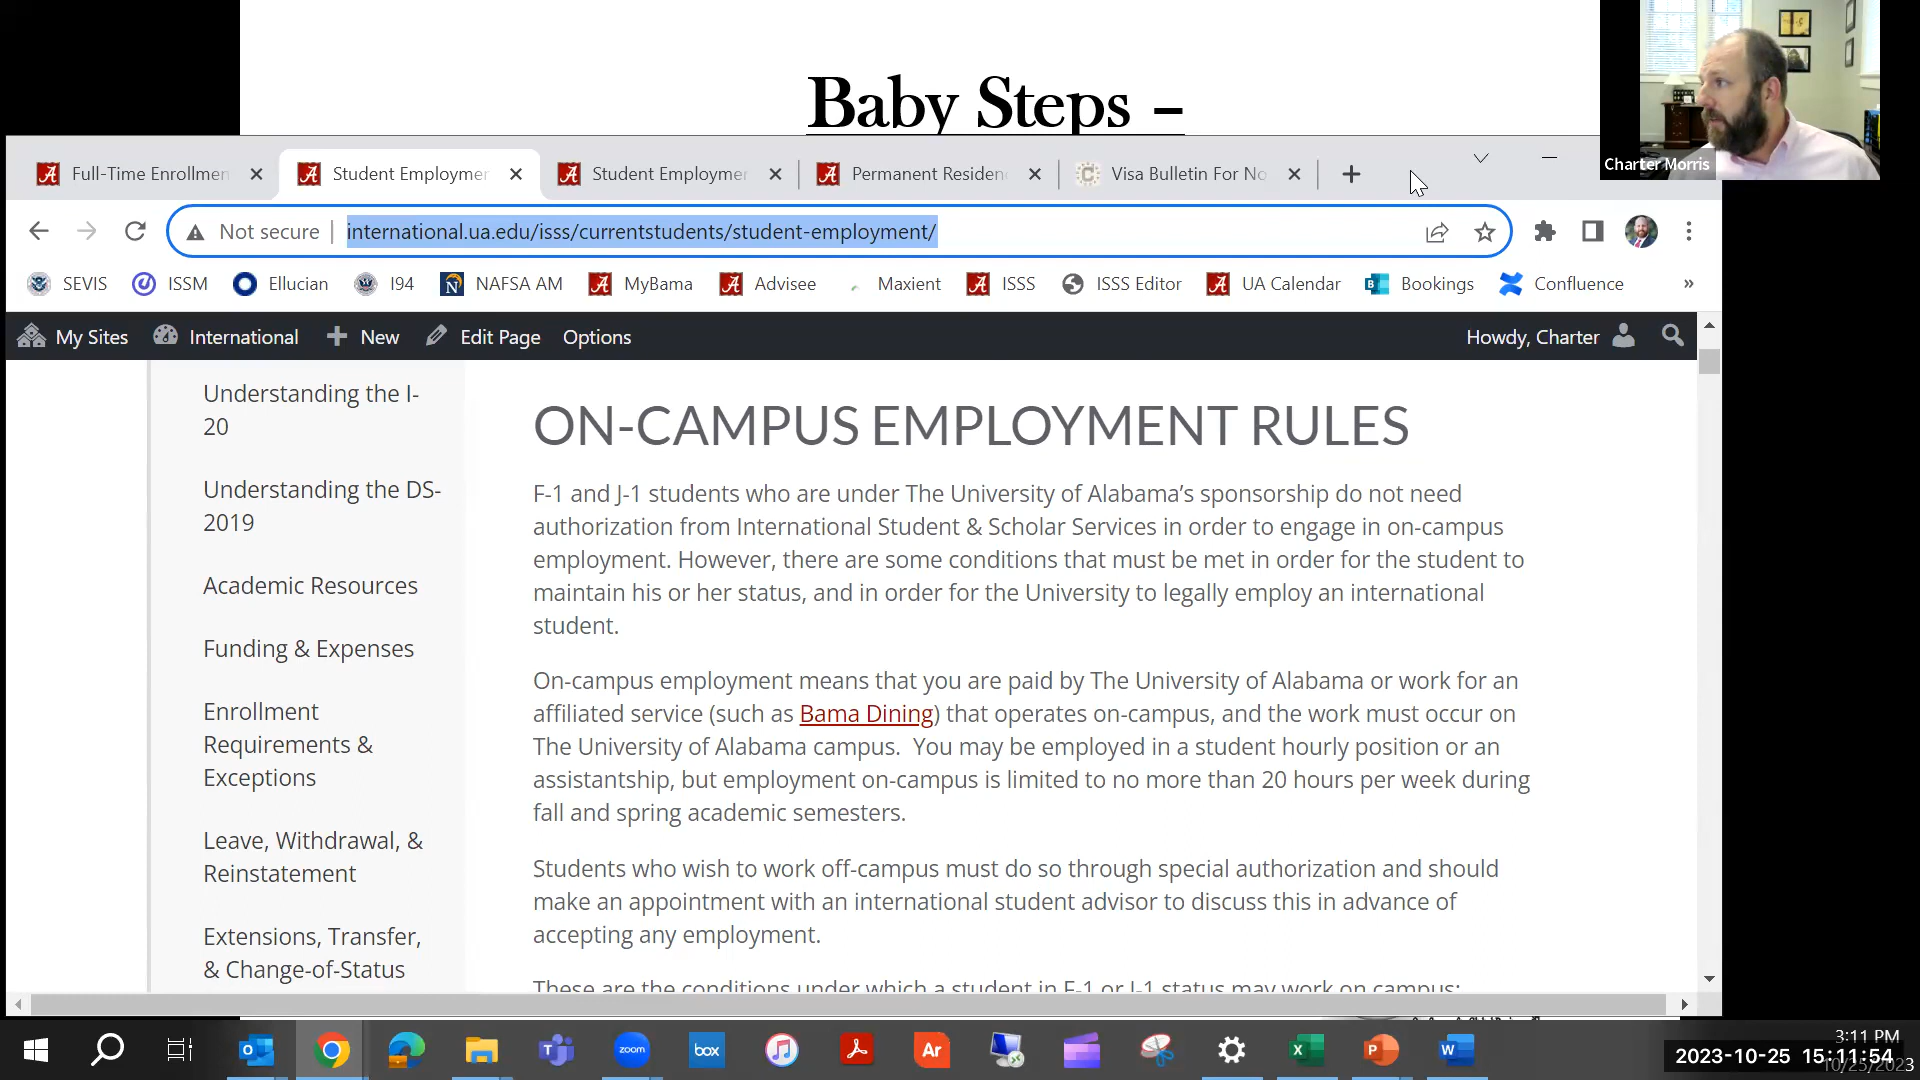 Baby Steps –
Full-Time Enrollmen
Student Employmer
Student Employmer
Permanent Residen
Visa Bulletin For No
Charter Morris
Not secure
international.ua.edu/isss/currentstudents/student-employment/
SEVIS
ISSM
Ellucian
I94
NAFSA AM
MyBama
Advisee
Maxient
ISSS
ISSS Editor
UA Calendar
Bookings
Confluence
»
My Sites
International
New
Edit Page
Options
Howdy, Charter
Understanding the I-
20
Understanding the DS-
2019
Academic Resources
Funding & Expenses
Enrollment
Requirements &
Exceptions
Leave, Withdrawal, &
Reinstatement
Extensions, Transfer,
& Change-of-Status
ON-CAMPUS EMPLOYMENT RULES
F-1 and J-1 students who are under The University of Alabama’s sponsorship do not need
authorization from International Student & Scholar Services in order to engage in on-campus
employment. However, there are some conditions that must be met in order for the student to
maintain his or her status, and in order for the University to legally employ an international
student.
On-campus employment means that you are paid by The University of Alabama or work for an
affiliated service (such as Bama Dining) that operates on-campus, and the work must occur on
The University of Alabama campus.  You may be employed in a student hourly position or an
assistantship, but employment on-campus is limited to no more than 20 hours per week during
fall and spring academic semesters.
Students who wish to work off-campus must do so through special authorization and should
make an appointment with an international student advisor to discuss this in advance of
accepting any employment.
These are the conditions under which a student in F-1 or J-1 status may work on campus:
zoom
box
Ar
3:11 PM
2023-10-25 15:11:54
10/25/2023